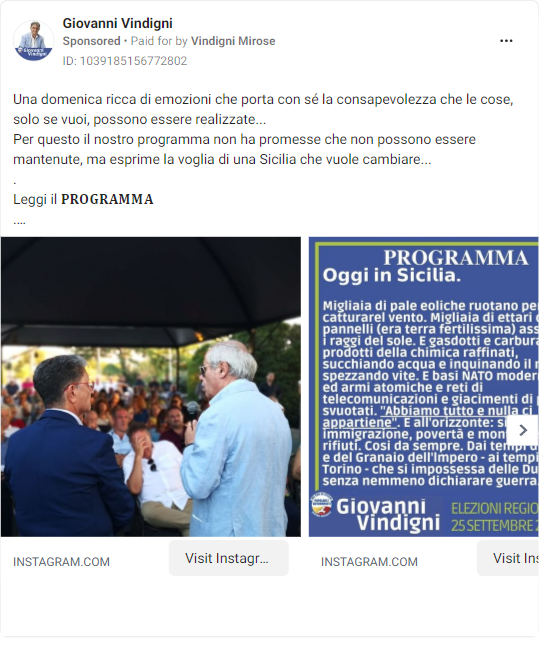 Giovanni Vindigni
Sponsored • Paid for by Vindigni Mirose
ID: 1039185156772802
Una domenica ricca di emozioni che porta con sé la consapevolezza che le cose,
solo se vuoi, possono essere realizzate...
Per questo il nostro programma non ha promesse che non possono essere
mantenute, ma esprime la voglia di una Sicilia che vuole cambiare...
.
Leggi il 𝐏𝐑𝐎𝐆𝐑𝐀𝐌𝐌𝐀
....
PROGRAMMA
Oggi in Sicilia.
Migliaia di pale eoliche ruotano per
catturarel vento. Migliaia di ettari
pannelli (era terra fertilissima) ass
i raggi del sole. E gasdotti e carbura
prodotti della chimica raffinati,
succhiando acqua e inquinando il m
spezzando vite. E basi NATO moder
ed armi atomiche e reti di
telecomunicazioni e giacimenti di
svuotati. "Abbiamo tutto e nulla ci
appartiene". E all'orizzonte: si
immigrazione, povertà e mon
rifiuti. Così da sempre. Dai temp
e del Granaio dell'Impero - ai tempi
Torino - che si impossessa delle Du
senza nemmeno dichiarare guerra.
Giovanni
Vindigni
ELEZIONI REGIO
25 SETTEMBRE 2
INSTAGRAM.COM
Visit Instagr...
INSTAGRAM.COM
Visit Ins